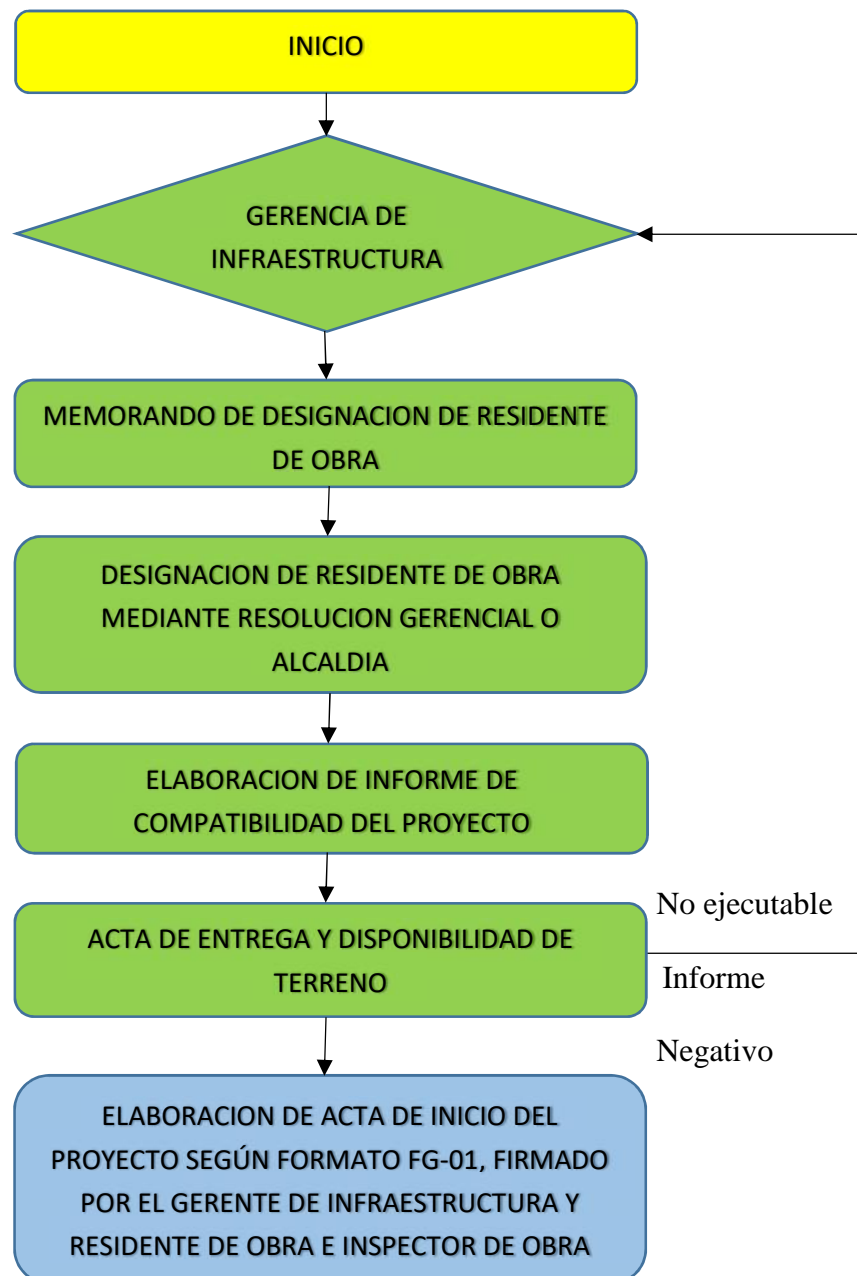 INICIO
GERENCIA DE
INFRAESTRUCTURA
MEMORANDO DE DESIGNACION DE RESIDENTE
DE OBRA
DESIGNACION DE RESIDENTE DE OBRA
MEDIANTE RESOLUCION GERENCIAL O
ALCALDIA
ELABORACION DE INFORME DE
COMPATIBILIDAD DEL PROYECTO
ACTA DE ENTREGA Y DISPONIBILIDAD DE
TERRENO
No ejecutable
Informe
Negativo
ELABORACION DE ACTA DE INICIO DEL
PROYECTO SEGÚN FORMATO FG-01, FIRMADO
POR EL GERENTE DE INFRAESTRUCTURA Y
RESIDENTE DE OBRA E INSPECTOR DE OBRA